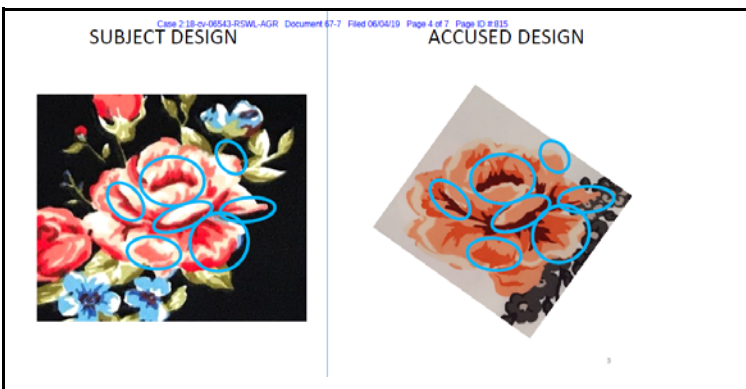 Case 2:18-cv-06543-RSWL-AGR Document 67-7 Filed 06/04/19 Page 4 of 7 Page ID #:815
SUBJECT DESIGN
ACCUSED DESIGN